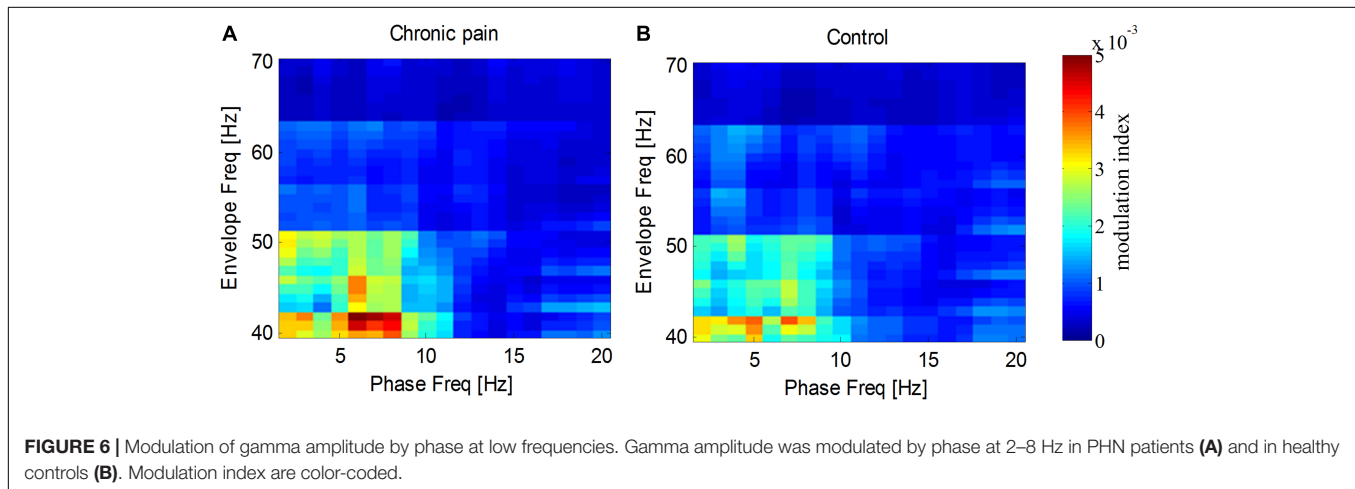 A
Chronic pain
70
60
50
40
Envelope Freq [Hz]
5
10
15
20
Phase Freq [Hz]
B
Control
70
60
50
40
Envelope Freq [Hz]
5
10
15
20
Phase Freq [Hz]
x 10-3
5
4
3
2
1
0
modulation index
FIGURE 6 | Modulation of gamma amplitude by phase at low frequencies. Gamma amplitude was modulated by phase at 2–8 Hz in PHN patients (A) and in healthy
controls (B). Modulation index are color-coded.